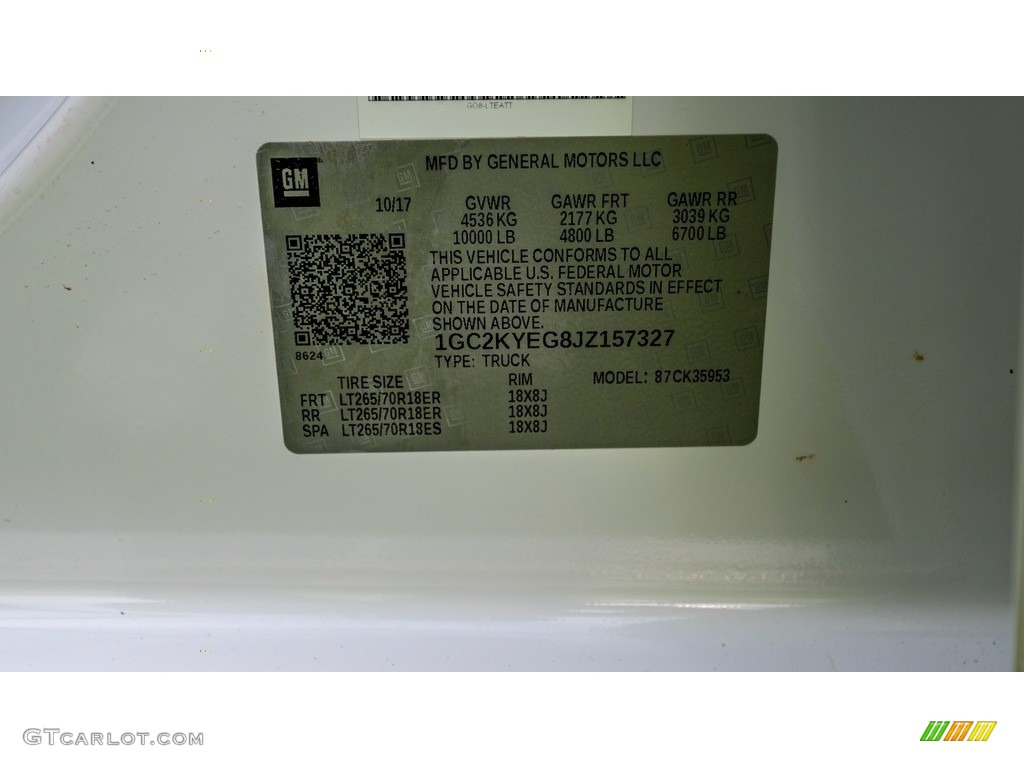 G08-LTEATT
GM
MFD BY GENERAL MOTORS LLC
10/17 GVWR GAWR FRT GAWR RR
4536 KG 2177 KG 3039 KG
10000 LB 4800 LB 6700 LB
THIS VEHICLE CONFORMS TO ALL
APPLICABLE U.S. FEDERAL MOTOR
VEHICLE SAFETY STANDARDS IN EFFECT
ON THE DATE OF MANUFACTURE
SHOWN ABOVE.
8624
1GC2KYEG8JZ157327
TYPE: TRUCK
TIRE SIZE RIM MODEL: 87CK35953
FRT LT265/70R18ER 18X8J
RR LT265/70R18ER 18X8J
SPA LT265/70R18ES 18X8J
GTCARLOT.COM